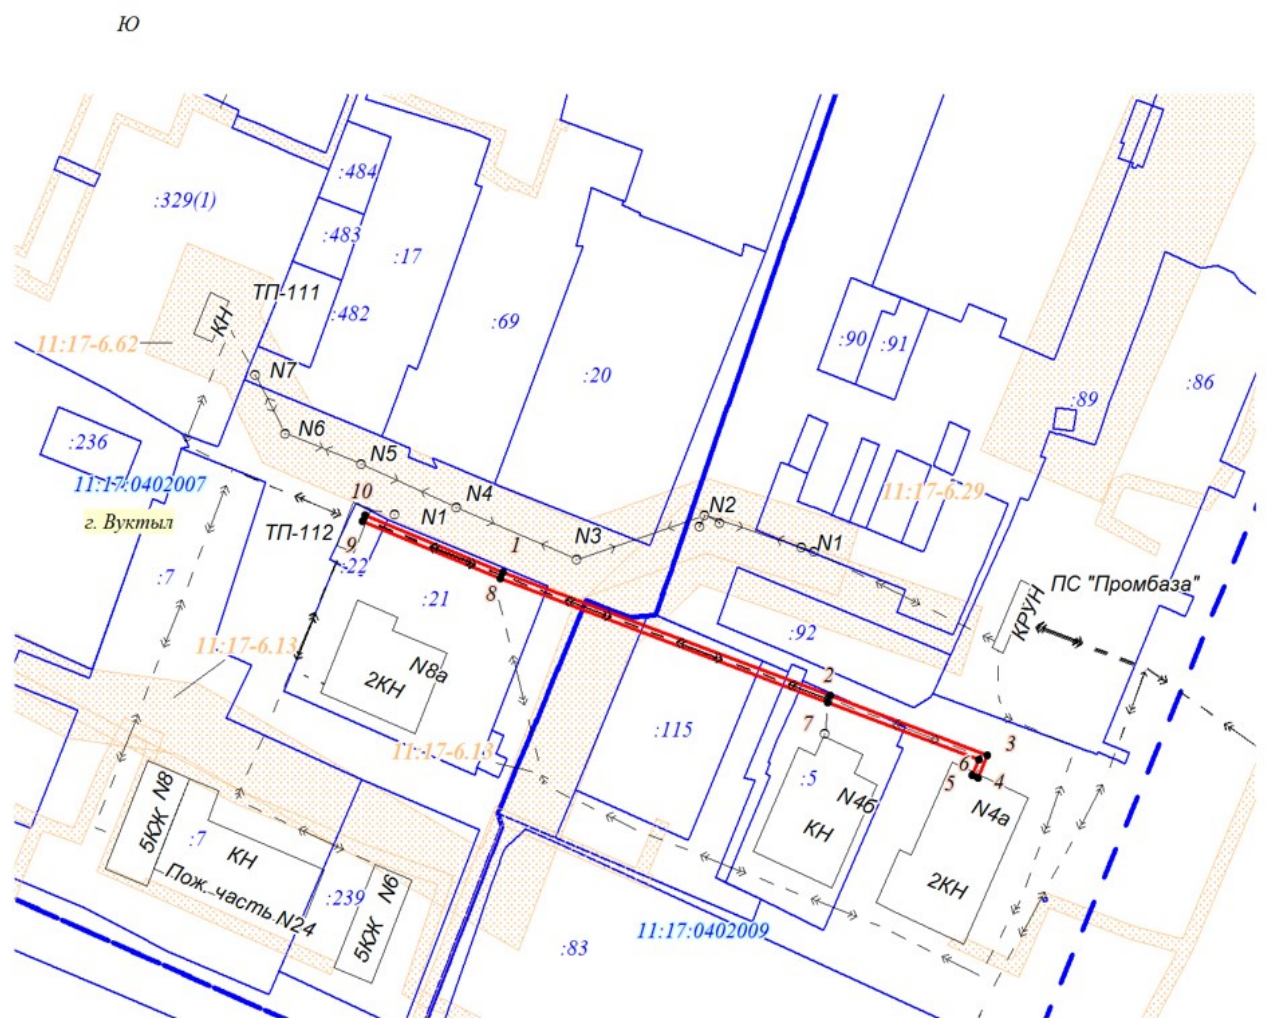 Ю
:484
:329(1)
:483
:17
ТП-111
:482
КН
:69
11:17-6.62
:90
:91
:20
N7
:86
:89
N6
:236
N5
11:17:0402007
10
N4
11:17-6.29
г. Вуктыл
N1
N2
ТП-112
9
N3
N1
1
:22
8
ПС "Промбаза"
:7
:21
КРУН
:92
11:17-6.13
N8а
2КН
2
7
:115
3
11:17-6.13
6
5
4
:5
N8
N4б
N4а
5КЖ
:7
КН
КН
Пож. часть N24
N6
:239
2КН
5КЖ
11:17:0402009
:83